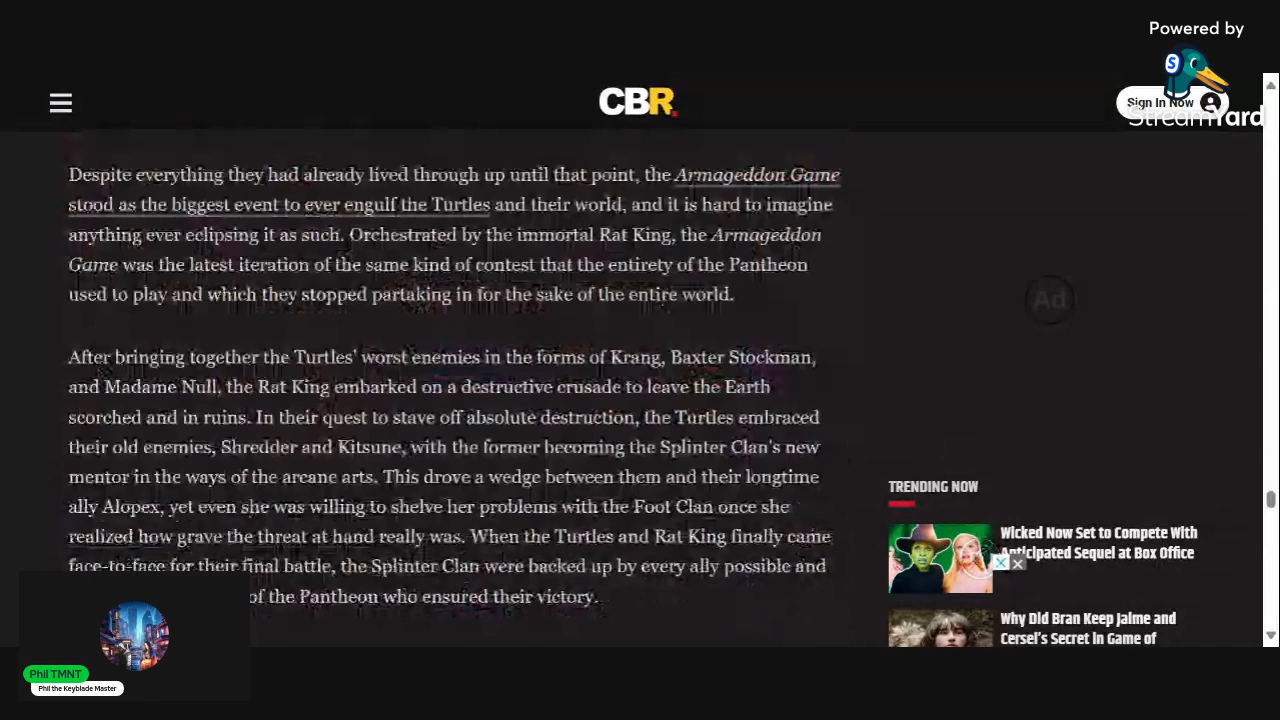 Powered by
CBR
Sign In Now
StreamYard
Despite everything they had already lived through up until that point, the Armageddon Game
stood as the biggest event to ever engulf the Turtles and their world, and it is hard to imagine
anything ever eclipsing it as such. Orchestrated by the immortal Rat King, the Armageddon
Game was the latest iteration of the same kind of contest that the entirety of the Pantheon
used to play and which they stopped partaking in for the sake of the entire world.
After bringing together the Turtles' worst enemies in the forms of Krang, Baxter Stockman,
and Madame Null, the Rat King embarked on a destructive crusade to leave the Earth
scorched and in ruins. In their quest to stave off absolute destruction, the Turtles embraced
their old enemies, Shredder and Kitsune, with the former becoming the Splinter Clan's new
mentor in the ways of the arcane arts. This drove a wedge between them and their longtime
ally Alopex, yet even she was willing to shelve her problems with the Foot Clan once she
realized how grave the threat at hand really was. When the Turtles and Rat King finally came
face-to-face for their final battle, the Splinter Clan were backed up by every ally possible and
of the Pantheon who ensured their victory.
Ad
TRENDING NOW
Wicked Now Set to Compete With
Anticipated Sequel at Box Office
Why Did Bran Keep Jaime and
Cersei's Secret in Game of
Phil TMNT
Phil the Keyblade Master